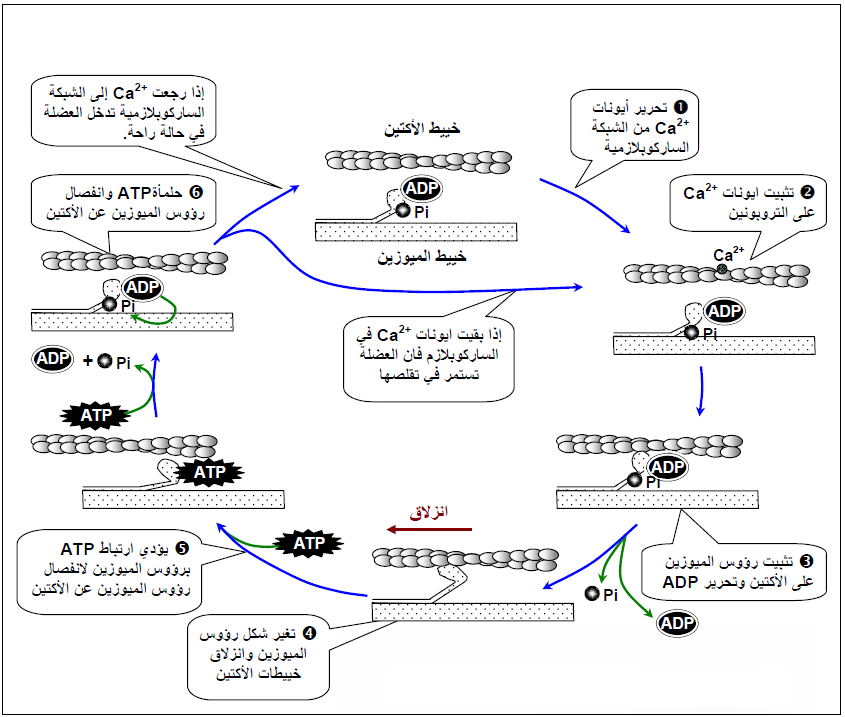 إذا رجعت Ca2+ إلى الشبكة
الساركوبلازمية تدخل العضلة
في حالة راحة.
خييط الأكتين
ADP
Pi
خييط الميوزين
❶ تحرير أيونات
Ca2+ من الشبكة
الساركوبلازمية
❷ تثبيت ايونات Ca2+
على التروبونين
Ca2+
ADP
Pi
ADP
Pi
❸ تثبيت رؤوس الميوزين
على الأكتين وتحرير ADP
Pi
ADP
انزلاق
❹ تغير شكل رؤوس
الميوزين وانزلاق
خييطات الأكتين
ATP
❺ يؤدي ارتباط ATP
برؤوس الميوزين لانفصال
رؤوس الميوزين عن الأكتين
ATP
ATP
ADP + Pi
ADP
Pi
❻ حلمأة ATP وانفصال
رؤوس الميوزين عن الأكتين
إذا بقيت ايونات Ca2+ في
الساركوبلازم فان العضلة
تستمر في تقلصها